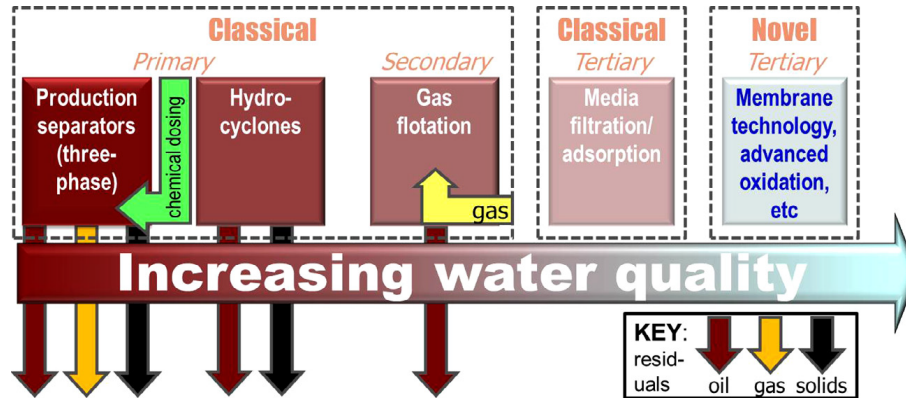 Classical
Primary
Secondary
Production
separators
(three-
phase)
chemical dosing
Hydro-
cyclones
Gas
flotation
gas
Classical
Tertiary
Media
filtration/
adsorption
Novel
Tertiary
Membrane
technology,
advanced
oxidation,
etc
Increasing water quality
KEY:
resid-
uals
oil gas solids